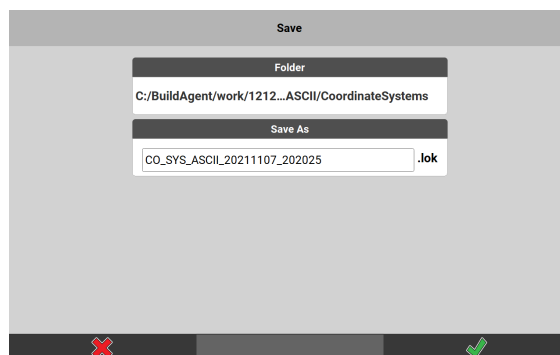 Save
Folder
C:/BuildAgent/work/1212...ASCII/CoordinateSystems
Save As
CO_SYS_ASCII_20211107_202025 .lok